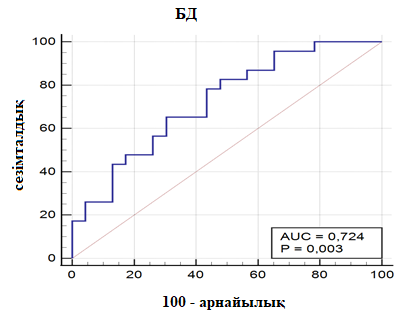 БД
100
80
60
40
20
0
сезімталдық
AUC = 0,724
P = 0,003
0 20 40 60 80 100
100 - арнайылық